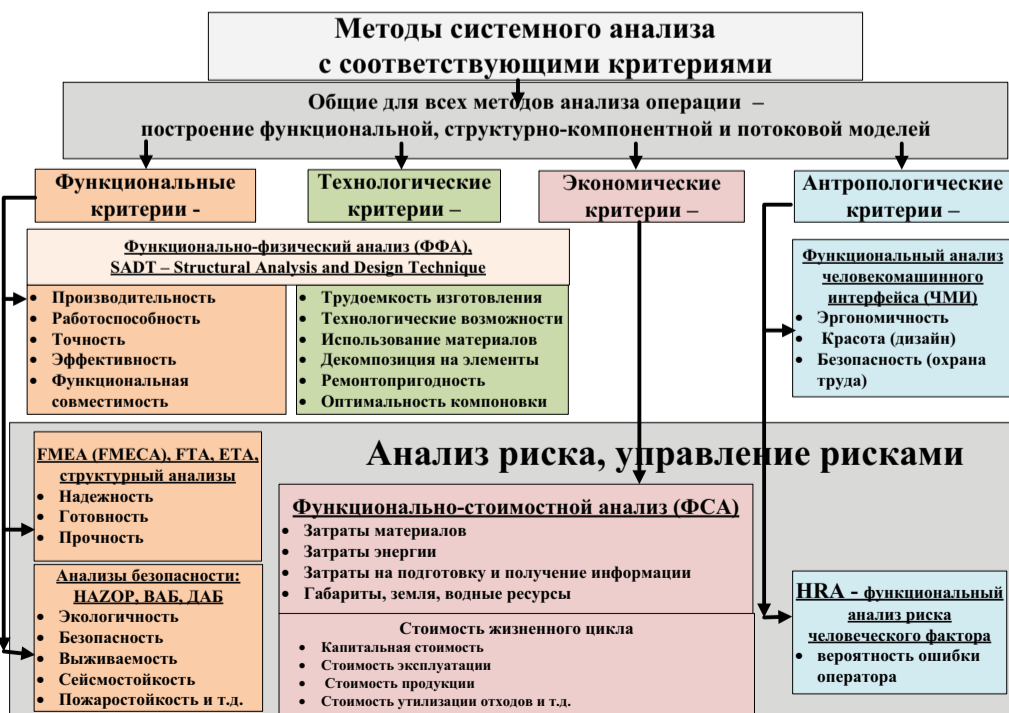 Методы системного анализа
с соответствующими критериями
Общие для всех методов анализа операции –
построение функциональной, структурно-компонентной и потоковой моделей
Функциональные
критерии -
Технологические
критерии –
Экономические
критерии –
Антропологические
критерии –
Функционально-физический анализ (ФФА),
SADT – Structural Analysis and Design Technique
• Производительность
• Работоспособность
• Точность
• Эффективность
• Функциональная
совместимость
• Трудоемкость изготовления
• Технологические возможности
• Использование материалов
• Декомпозиция на элементы
• Ремонтопригодность
• Оптимальность компоновки
Функциональный анализ
человекомашинного
интерфейса (ЧМИ)
• Эргономичность
• Красота (дизайн)
• Безопасность (охрана
труда)
Анализ риска, управление рисками
FMEA (FMECA), FTA, ETA,
структурный анализы
• Надежность
• Готовность
• Прочность
Анализы безопасности:
HAZOP, ВАБ, ДАБ
• Экологичность
• Безопасность
• Выживаемость
• Сейсмостойкость
• Пожаростойкость и т.д.
Функционально-стоимостной анализ (ФСА)
• Затраты материалов
• Затраты энергии
• Затраты на подготовку и получение информации
• Габариты, земля, водные ресурсы
Стоимость жизненного цикла
• Капитальная стоимость
• Стоимость эксплуатации
• Стоимость продукции
• Стоимость утилизации отходов и т.д.
HRA - функциональный
анализ риска
человеческого фактора
• вероятность ошибки
оператора